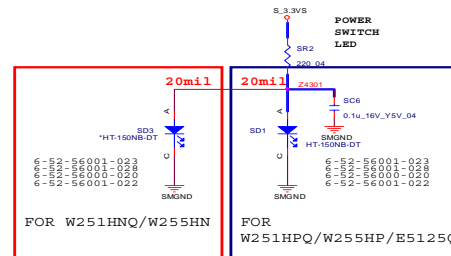 S_3.3VS
POWER
SWITCH
LED
SR2
220_04
20mil
20mil
Z4301
SC6
0.1u_16V_Y5V_04
A
A
SD3
*HT-150NB-DT
SD1
SMGND
HT-150NB-DT
C
C
6-52-56001-023
6-52-56001-028
6-52-56000-020
6-52-56001-022
6-52-56001-023
6-52-56001-028
6-52-56000-020
6-52-56001-022
SMGND
SMGND
FOR W251HNQ/W255HN
FOR
W251HPQ/W255HP/E5125Q